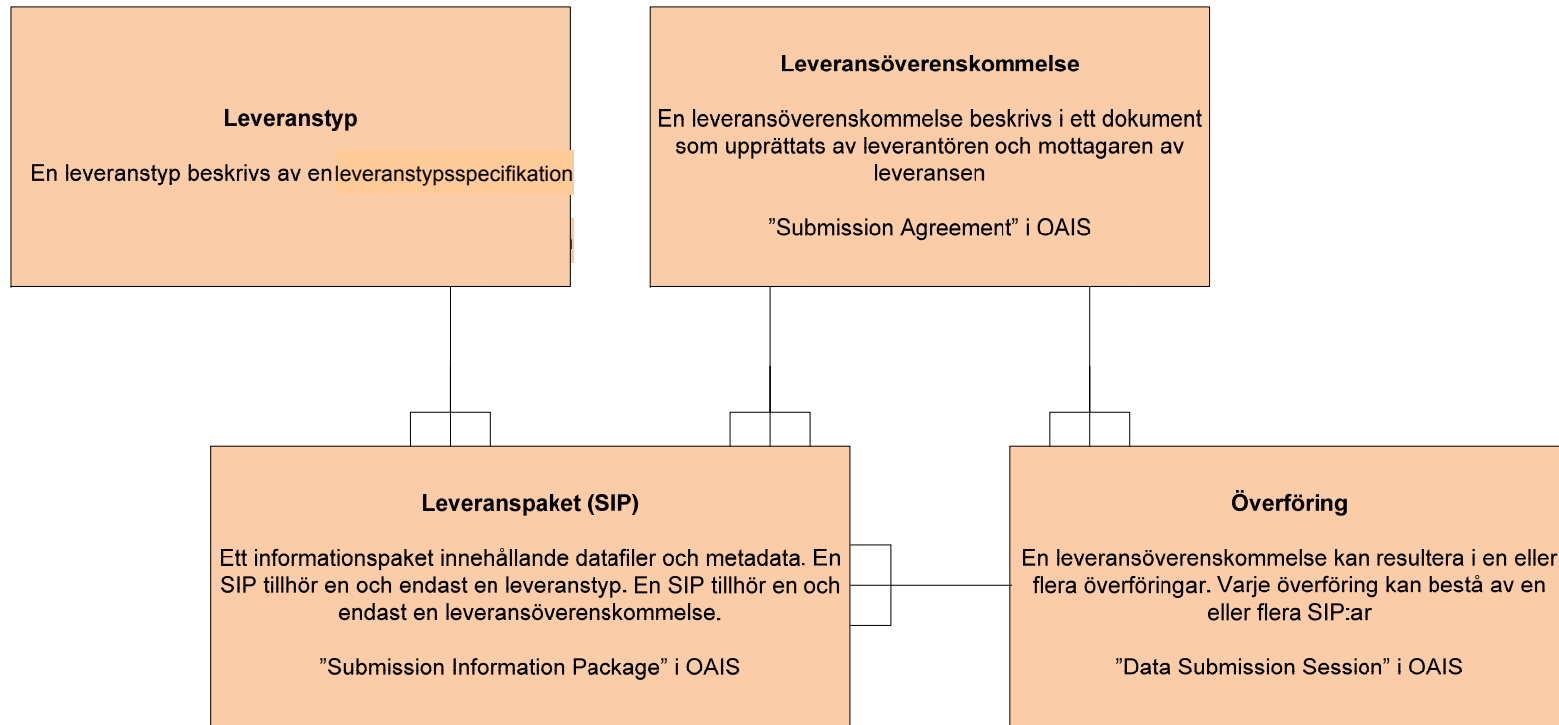 Leveranstyp
En leveranstyp beskrivs av en leveranstypsspecifikation
Leveransöverenskommelse
En leveransöverenskommelse beskrivs i ett dokument
som upprättats av leverantören och mottagaren av
leveransen
”Submission Agreement” i OAIS
Leveranspaket (SIP)
Ett informationspaket innehållande datafiler och metadata. En
SIP tillhör en och endast en leveranstyp. En SIP tillhör en och
endast en leveransöverenskommelse.
”Submission Information Package” i OAIS
Överföring
En leveransöverenskommelse kan resultera i en eller
flera överföringar. Varje överföring kan bestå av en
eller flera SIP:ar
”Data Submission Session” i OAIS